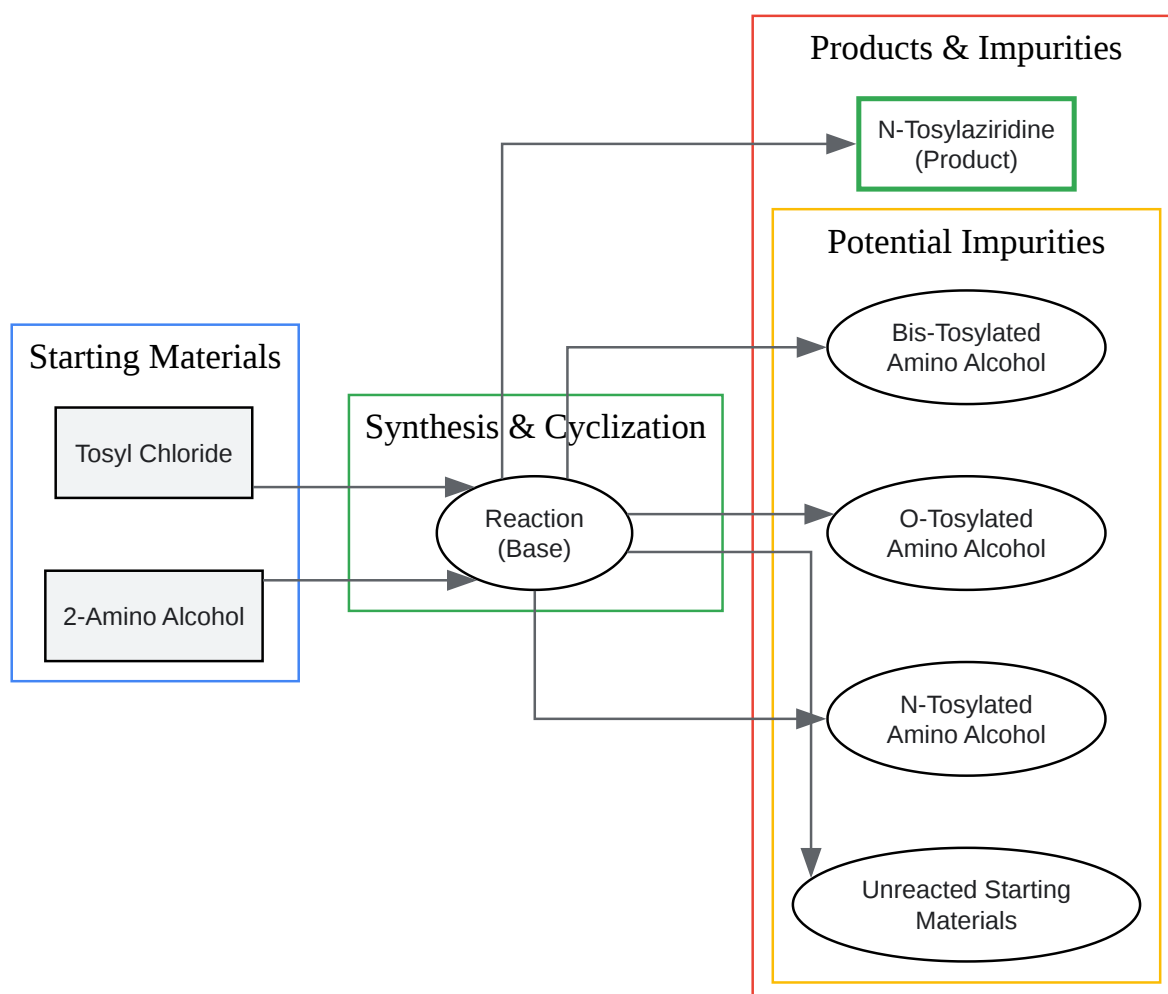 Products & Impurities
N-Tosylaziridine
(Product)
Potential Impurities
Bis-Tosylated
Amino Alcohol
Starting Materials
Tosyl Chloride
2-Amino Alcohol
Synthesis & Cyclization
Reaction
(Base)
O-Tosylated
Amino Alcohol
N-Tosylated
Amino Alcohol
Unreacted Starting
Materials